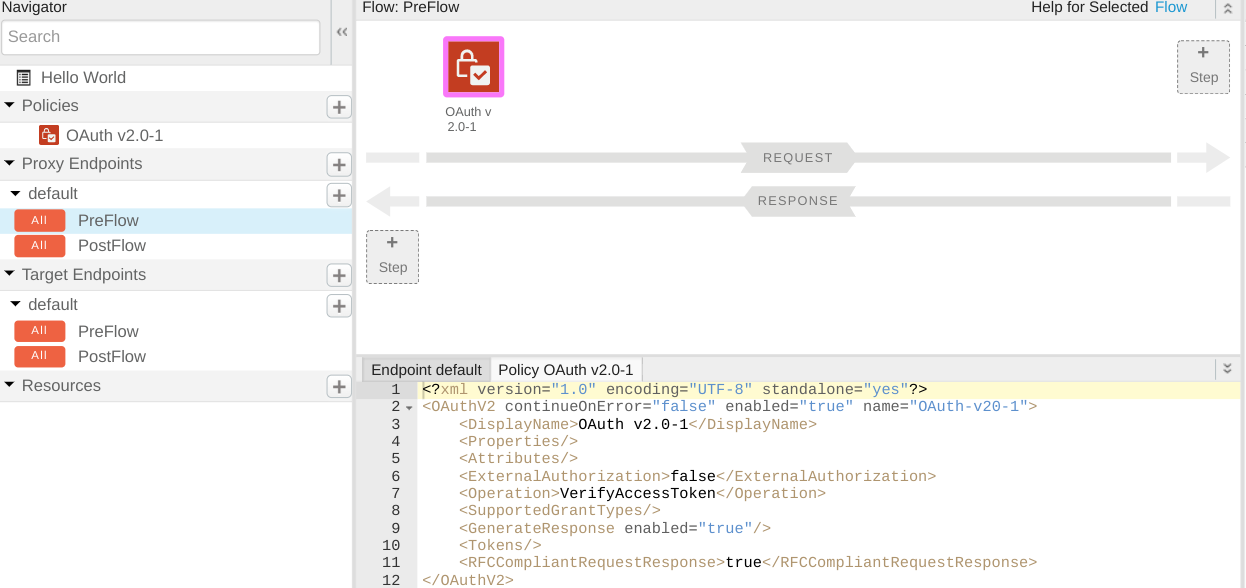 Navigator
Search
«
Hello World
Policies
+
OAuth v2.0-1
Proxy Endpoints
+
default
+
All PreFlow
All PostFlow
Target Endpoints
+
default
+
All PreFlow
All PostFlow
Resources
+
Flow: PreFlow
Help for Selected Flow
OAuth v
2.0-1
+
Step
REQUEST
RESPONSE
+
Step
Endpoint default Policy OAuth v2.0-1
1 <?xml version="1.0" encoding="UTF-8" standalone="yes"?>
2 <OAuthV2 continueOnError="false" enabled="true" name="OAuth-v20-1">
3 <DisplayName>OAuth v2.0-1</DisplayName>
4 <Properties/>
5 <Attributes/>
6 <ExternalAuthorization>false</ExternalAuthorization>
7 <Operation>VerifyAccessToken</Operation>
8 <SupportedGrantTypes/>
9 <GenerateResponse enabled="true"/>
10 <Tokens/>
11 <RFCCompliantRequestResponse>true</RFCCompliantRequestResponse>
12 </OAuthV2>